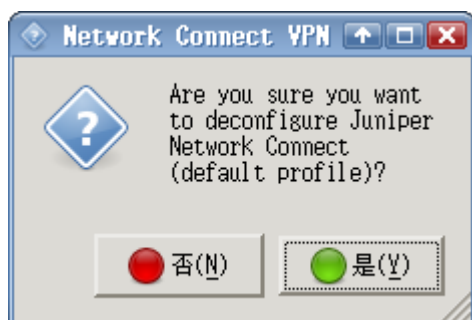 Network Connect VPN
Are you sure you want
to deconfigure Juniper
Network Connect
(default profile)?
否(N)
是(Y)